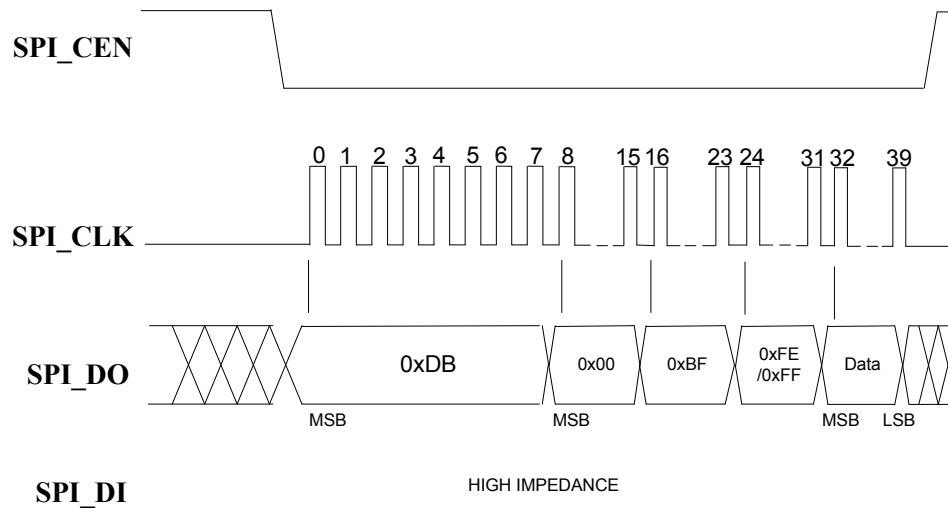 SPI_CEN
0 1 2 3 4 5 6 7 8 15 16 23 24 31 32 39
SPI_CLK
SPI_DO
0xDB
0x00
0xBF
0xFE
/0xFF
Data
MSB MSB MSB LSB
SPI_DI
HIGH IMPEDANCE